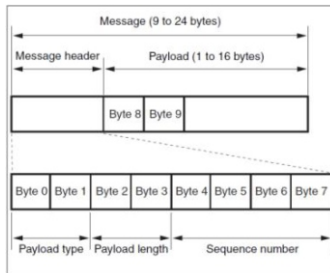 Message (9 to 24 bytes)
Message header
Payload (1 to 16 bytes)
Byte 8
Byte 9
Byte 0
Byte 1
Byte 2
Byte 3
Byte 4
Byte 5
Byte 6
Byte 7
Payload type
Payload length
Sequence number